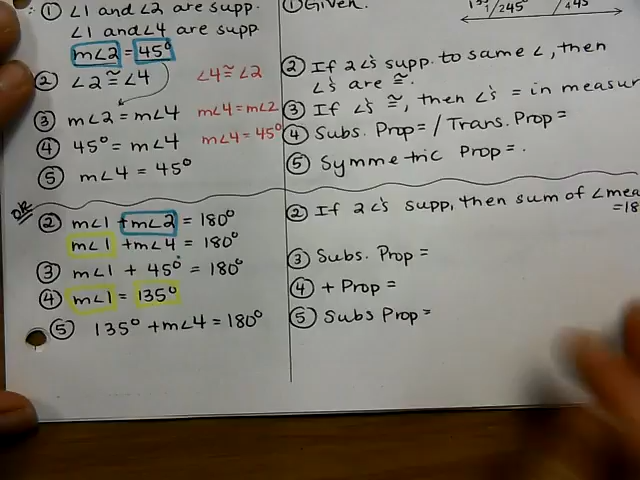 : ① ∠1 and ∠2 are supp.
∠1 and ∠4 are supp
m∠2 = 45°
② ∠2 ≅ ∠4
③ m∠2 = m∠4
④ 45° = m∠4
⑤ m∠4 = 45°
∠4 ≅ ∠2
m∠4 = m∠2
m∠4 = 45°
① Given.
② If 2 ∠'s supp. to same ∠, then
∠'s are ≅.
③ If ∠'s ≅, then ∠'s = in measur
④ Subs. Prop= / Trans. Prop=
⑤ Symmetric Prop=.
OR
② m∠1 + m∠2 = 180°
m∠1 + m∠4 = 180°
③ m∠1 + 45° = 180°
④ m∠1 = 135°
⑤ 135° + m∠4 = 180°
② If 2 ∠'s supp, then sum of ∠mea
=18
③ Subs. Prop =
④ + Prop =
⑤ Subs Prop =